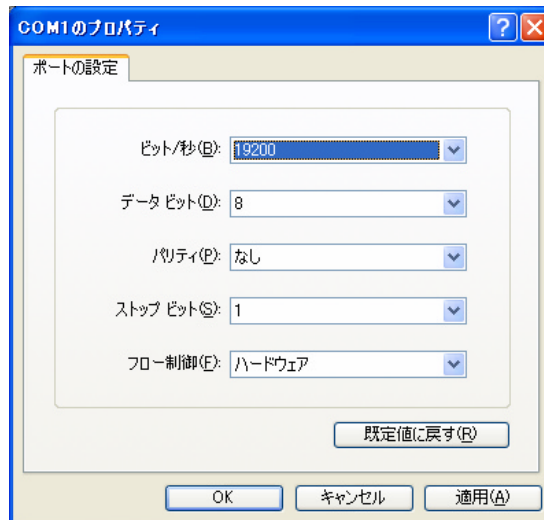 COM1のプロパティ
ポートの設定
ビット/秒(B): 19200
データ ビット(D): 8
パリティ(P): なし
ストップ ビット(S): 1
フロー制御(F): ハードウェア
既定値に戻す(R)
OK キャンセル 適用(A)